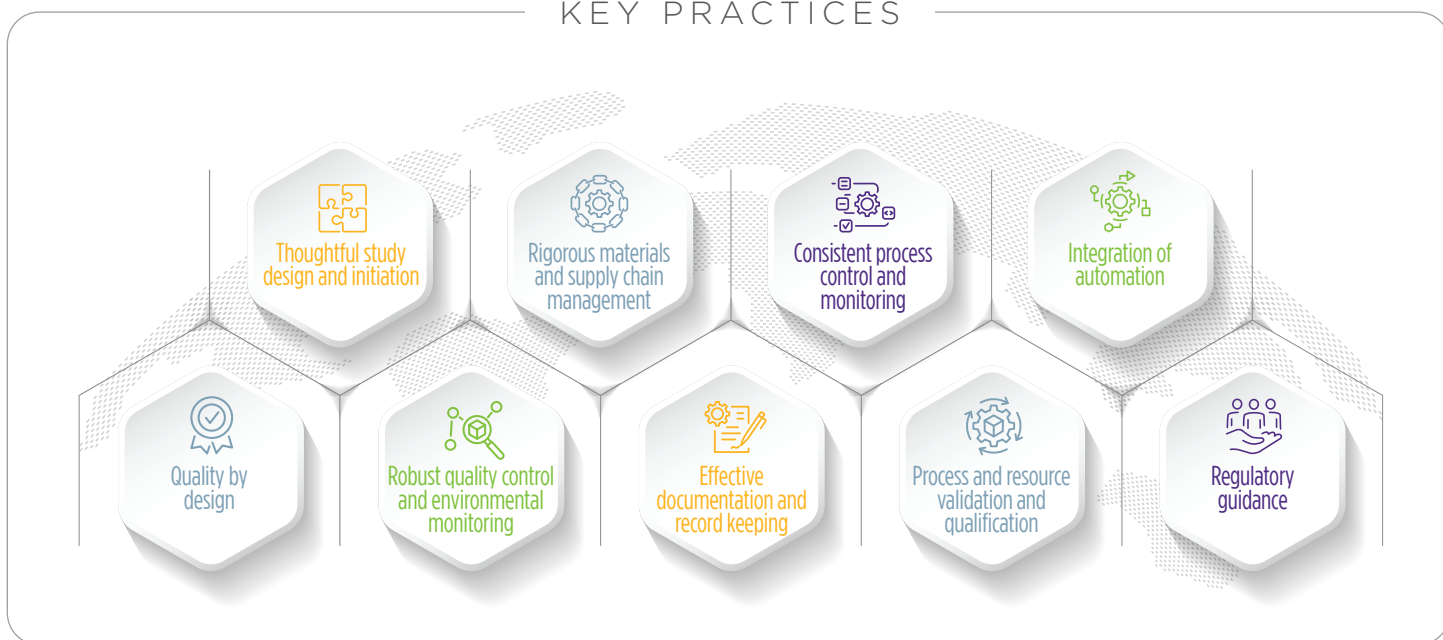 KEY PRACTICES
Thoughtful study
design and initiation
Rigorous materials
and supply chain
management
Consistent process
control and
monitoring
Integration of
automation
Quality by
design
Robust quality control
and environmental
monitoring
Effective
documentation and
record keeping
Process and resource
validation and
qualification
Regulatory
guidance